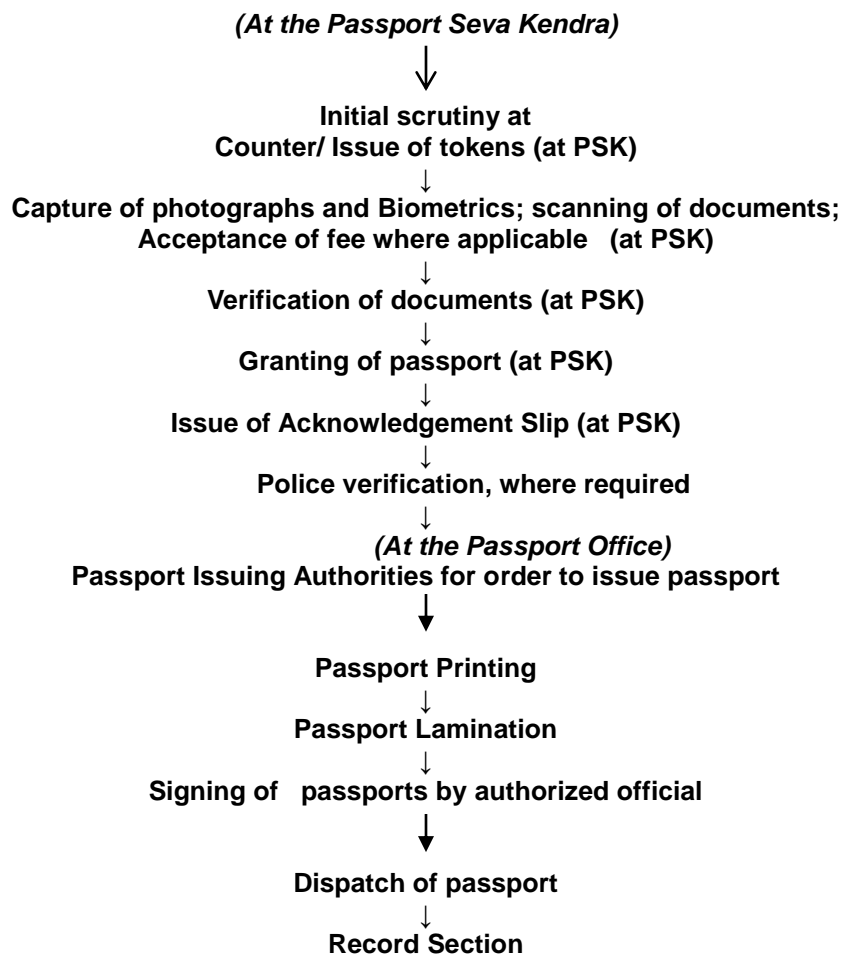 (At the Passport Seva Kendra)
Initial scrutiny at
Counter/ Issue of tokens (at PSK)
Capture of photographs and Biometrics; scanning of documents;
Acceptance of fee where applicable (at PSK)
Verification of documents (at PSK)
Granting of passport (at PSK)
Issue of Acknowledgement Slip (at PSK)
Police verification, where required
(At the Passport Office)
Passport Issuing Authorities for order to issue passport
Passport Printing
Passport Lamination
Signing of passports by authorized official
Dispatch of passport
Record Section